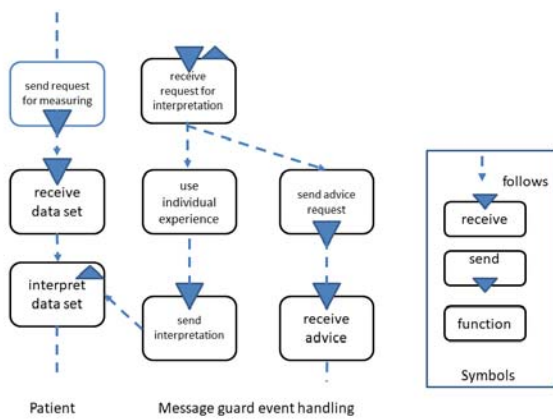 send request
for measuring
receive
request for
interpretation
receive
data set
use
individual
experience
send advice
request
interpret
data set
send
interpretation
receive
advice
Patient
Message guard event handling
follows
receive
send
function
Symbols